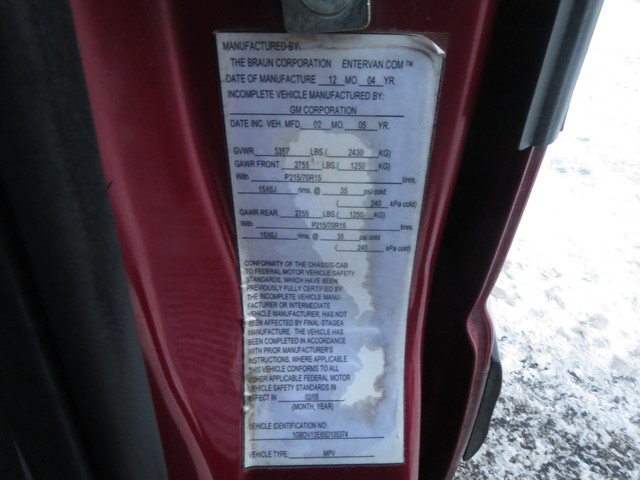 MANUFACTURED BY:
THE BRAUN CORPORATION ENTERVAN.COM™
DATE OF MANUFACTURE 12 MO. 04 YR.
INCOMPLETE VEHICLE MANUFACTURED BY:
GM CORPORATION
DATE INC. VEH. MFD. 02 MO. 05 YR.
GVWR 5357 LBS.( 2430 KG)
GAWR FRONT 2755 LBS.( 1250 KG)
With P215/70R15 tires,
15X6J rims, @ 35 psi cold
( 240 kPa cold)
GAWR REAR 2755 LBS.( 1250 KG)
With P215/70R15 tires,
15X6J rims, @ 35 psi cold
( 240 kPa cold)
CONFORMITY OF THE CHASSIS-CAB
TO FEDERAL MOTOR VEHICLE SAFETY
STANDARDS, WHICH HAVE BEEN
PREVIOUSLY FULLY CERTIFIED BY
THE INCOMPLETE VEHICLE MANU-
FACTURER OR INTERMEDIATE
VEHICLE MANUFACTURER, HAS NOT
BEEN AFFECTED BY FINAL-STAGEA
MANUFACTURE. THE VEHICLE HAS
BEEN COMPLETED IN ACCORDANCE
WITH PRIOR MANUFACTURER'S
INSTRUCTIONS, WHERE APPLICABLE.
THIS VEHICLE CONFORMS TO ALL
OTHER APPLICABLE FEDERAL MOTOR
VEHICLE SAFETY STANDARDS IN
EFFECT IN 02/05
(MONTH, YEAR)
VEHICLE IDENTIFICATION NO:
VEHICLE TYPE: MPV